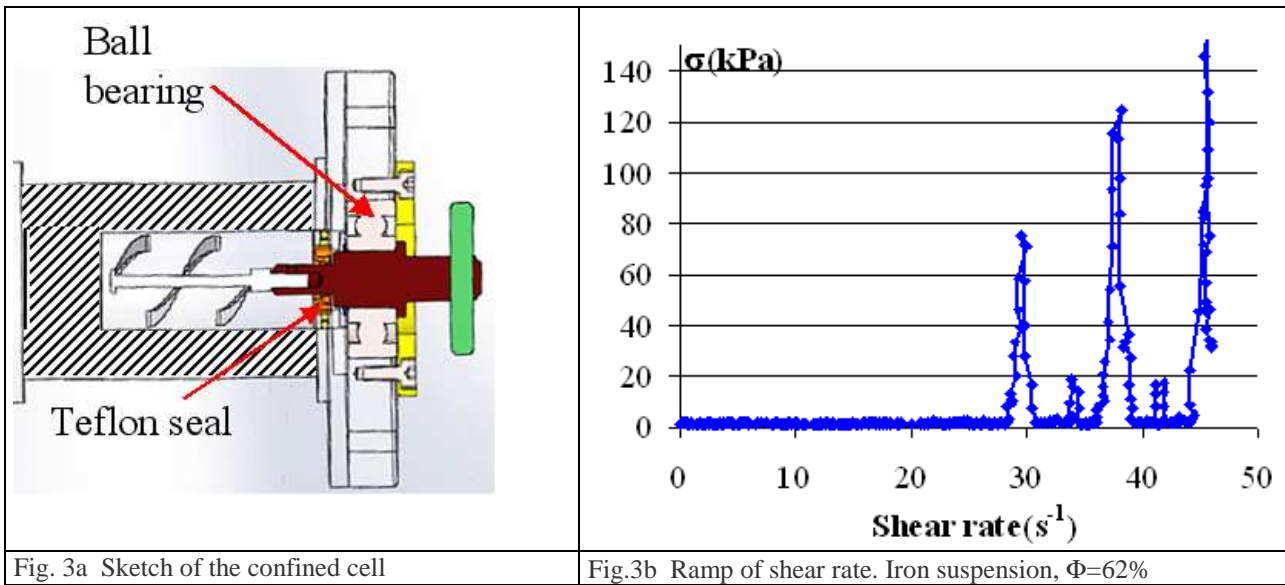 Ball
bearing
Teflon seal
σ(kPa)
140
120
100
80
60
40
20
0
0 10 20 30 40 50
Shear rate(s⁻¹)
Fig. 3a Sketch of the confined cell
Fig.3b Ramp of shear rate. Iron suspension, Φ=62%